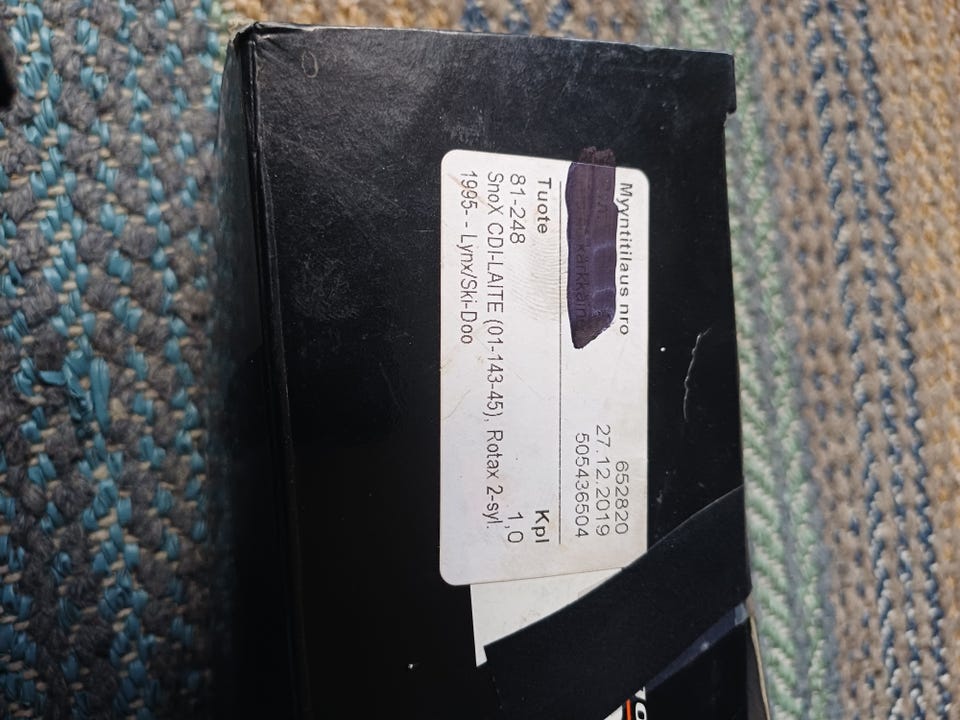 Myyntitilaus nro 652820
27.12.2019
505436504
Tuote Kpl
81-248 1,0
SnoX CDI-LAITE (01-143-45), Rotax 2-syl.
1995- - Lynx/Ski-Doo